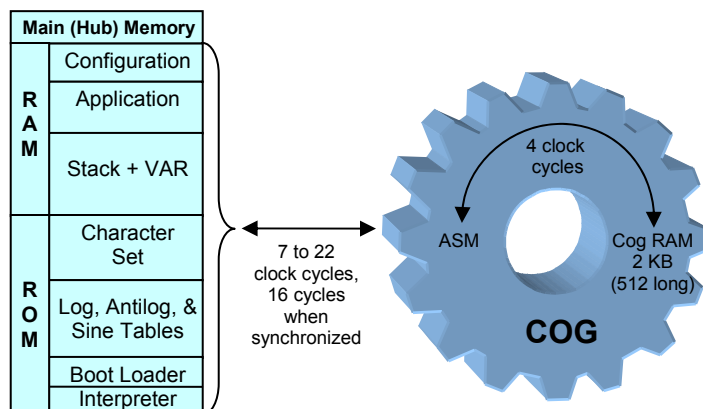 Main (Hub) Memory
R
A
M
Configuration
Application
Stack + VAR
R
O
M
Character
Set
Log, Antilog, &
Sine Tables
Boot Loader
Interpreter
7 to 22
clock cycles,
16 cycles
when
synchronized
4 clock
cycles
ASM
Cog RAM
2 KB
(512 long)
COG